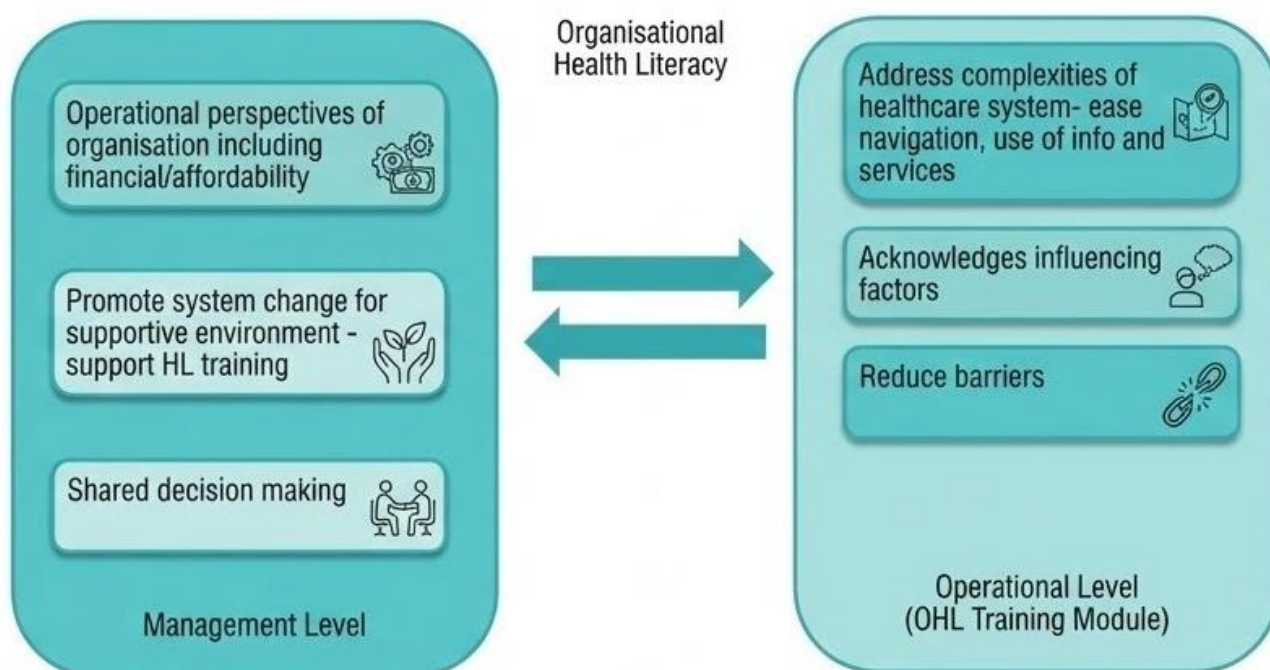 Organisational
Health Literacy
Operational perspectives of
organisation including
financial/affordability
Promote system change for
supportive environment -
support HL training
Shared decision making
Management Level
Address complexities of
healthcare system- ease
navigation, use of info and
services
Acknowledges influencing
factors
Reduce barriers
Operational Level
(OHL Training Module)